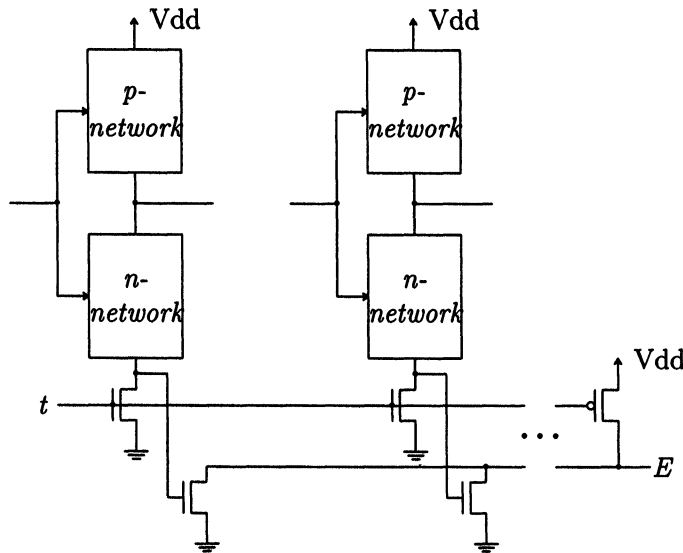 Vdd
Vdd
p-
network
p-
network
n-
network
n-
network
Vdd
t
...
E